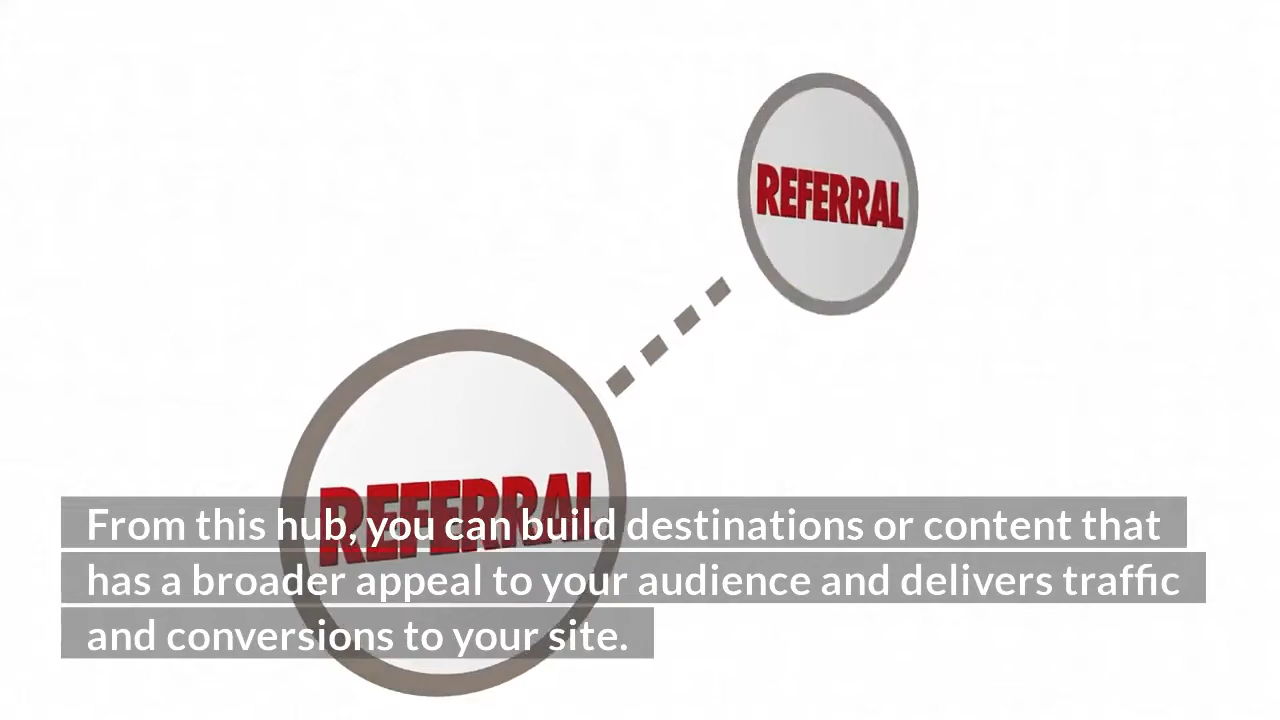 REFERRAL
REFERRAL
From this hub, you can build destinations or content that
has a broader appeal to your audience and delivers traffic
and conversions to your site.